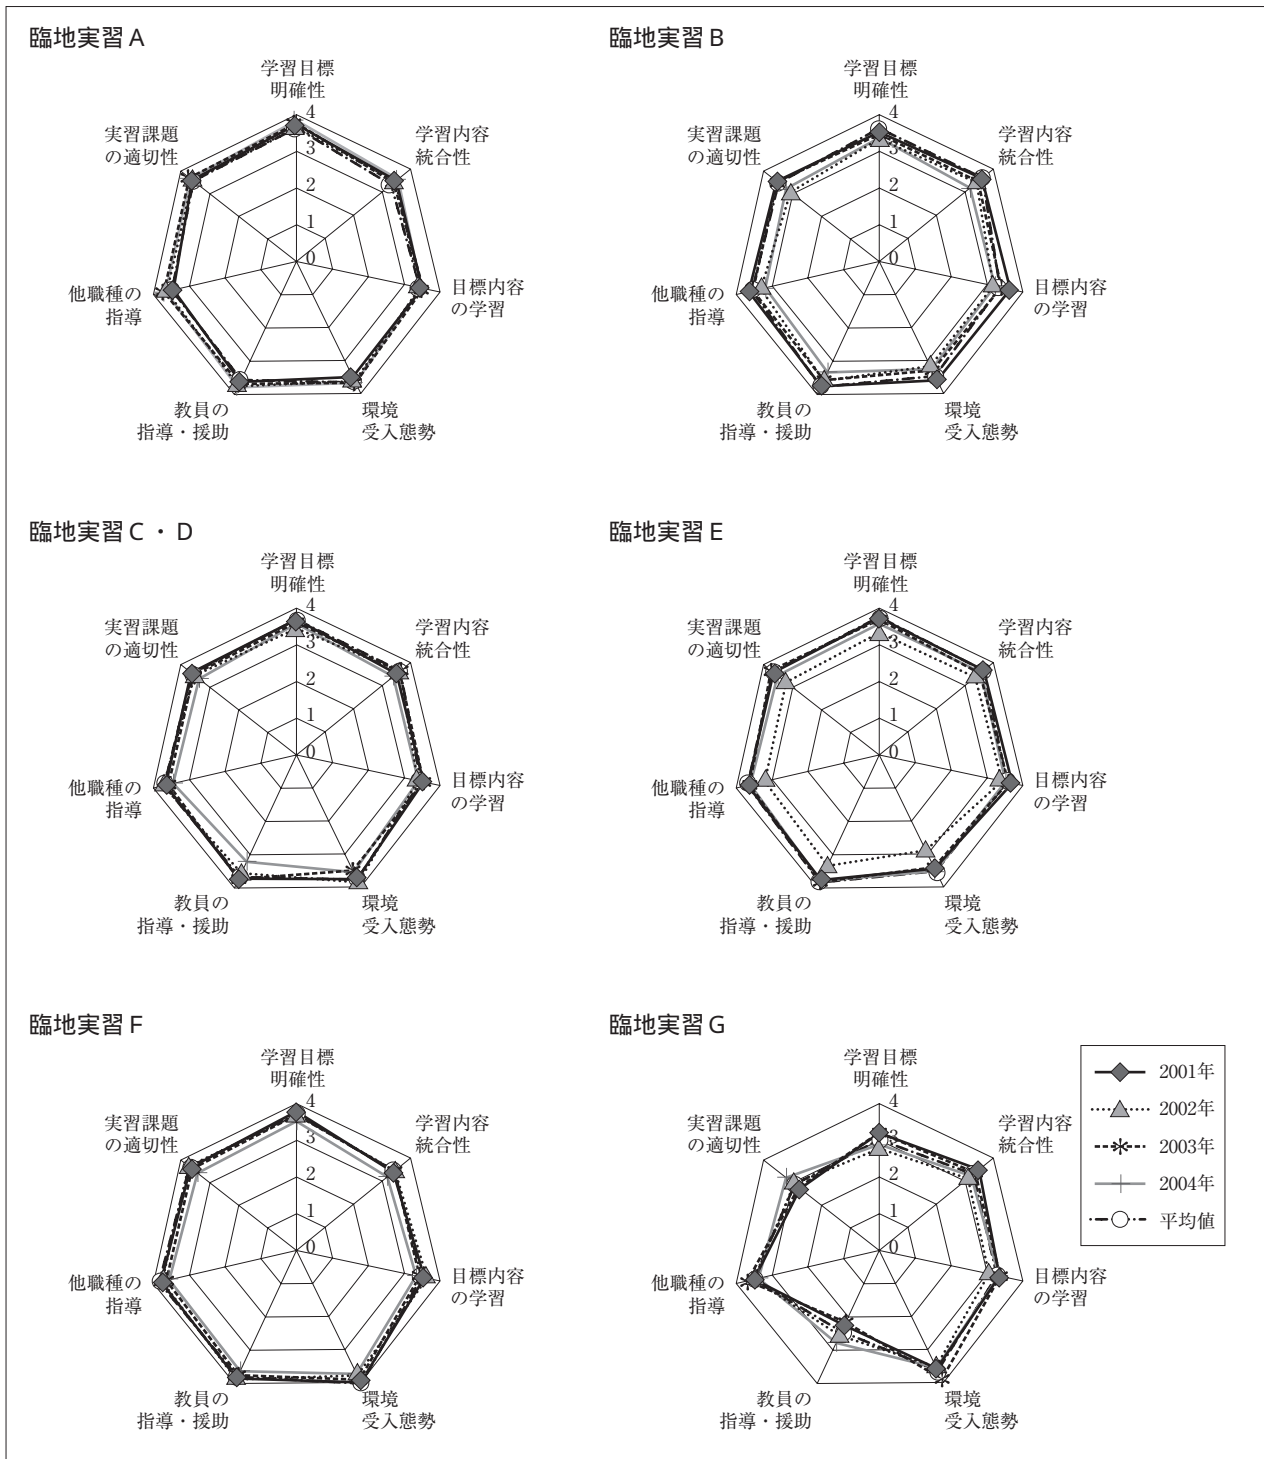 臨地実習 A
学習目標
明確性
4
3
2
1
0
学習内容
統合性
目標内容
の学習
環境
受入態勢
教員の
指導・援助
他職種の
指導
実習課題
の適切性
臨地実習 B
学習目標
明確性
4
3
2
1
0
学習内容
統合性
目標内容
の学習
環境
受入態勢
教員の
指導・援助
他職種の
指導
実習課題
の適切性
臨地実習 C ・ D
学習目標
明確性
4
3
2
1
0
学習内容
統合性
目標内容
の学習
環境
受入態勢
教員の
指導・援助
他職種の
指導
実習課題
の適切性
臨地実習 E
学習目標
明確性
4
3
2
1
0
学習内容
統合性
目標内容
の学習
環境
受入態勢
教員の
指導・援助
他職種の
指導
実習課題
の適切性
臨地実習 F
学習目標
明確性
4
3
2
1
0
学習内容
統合性
目標内容
の学習
環境
受入態勢
教員の
指導・援助
他職種の
指導
実習課題
の適切性
臨地実習 G
学習目標
明確性
4
3
2
1
0
学習内容
統合性
目標内容
の学習
環境
受入態勢
教員の
指導・援助
他職種の
指導
実習課題
の適切性
2001年
2002年
2003年
2004年
平均値